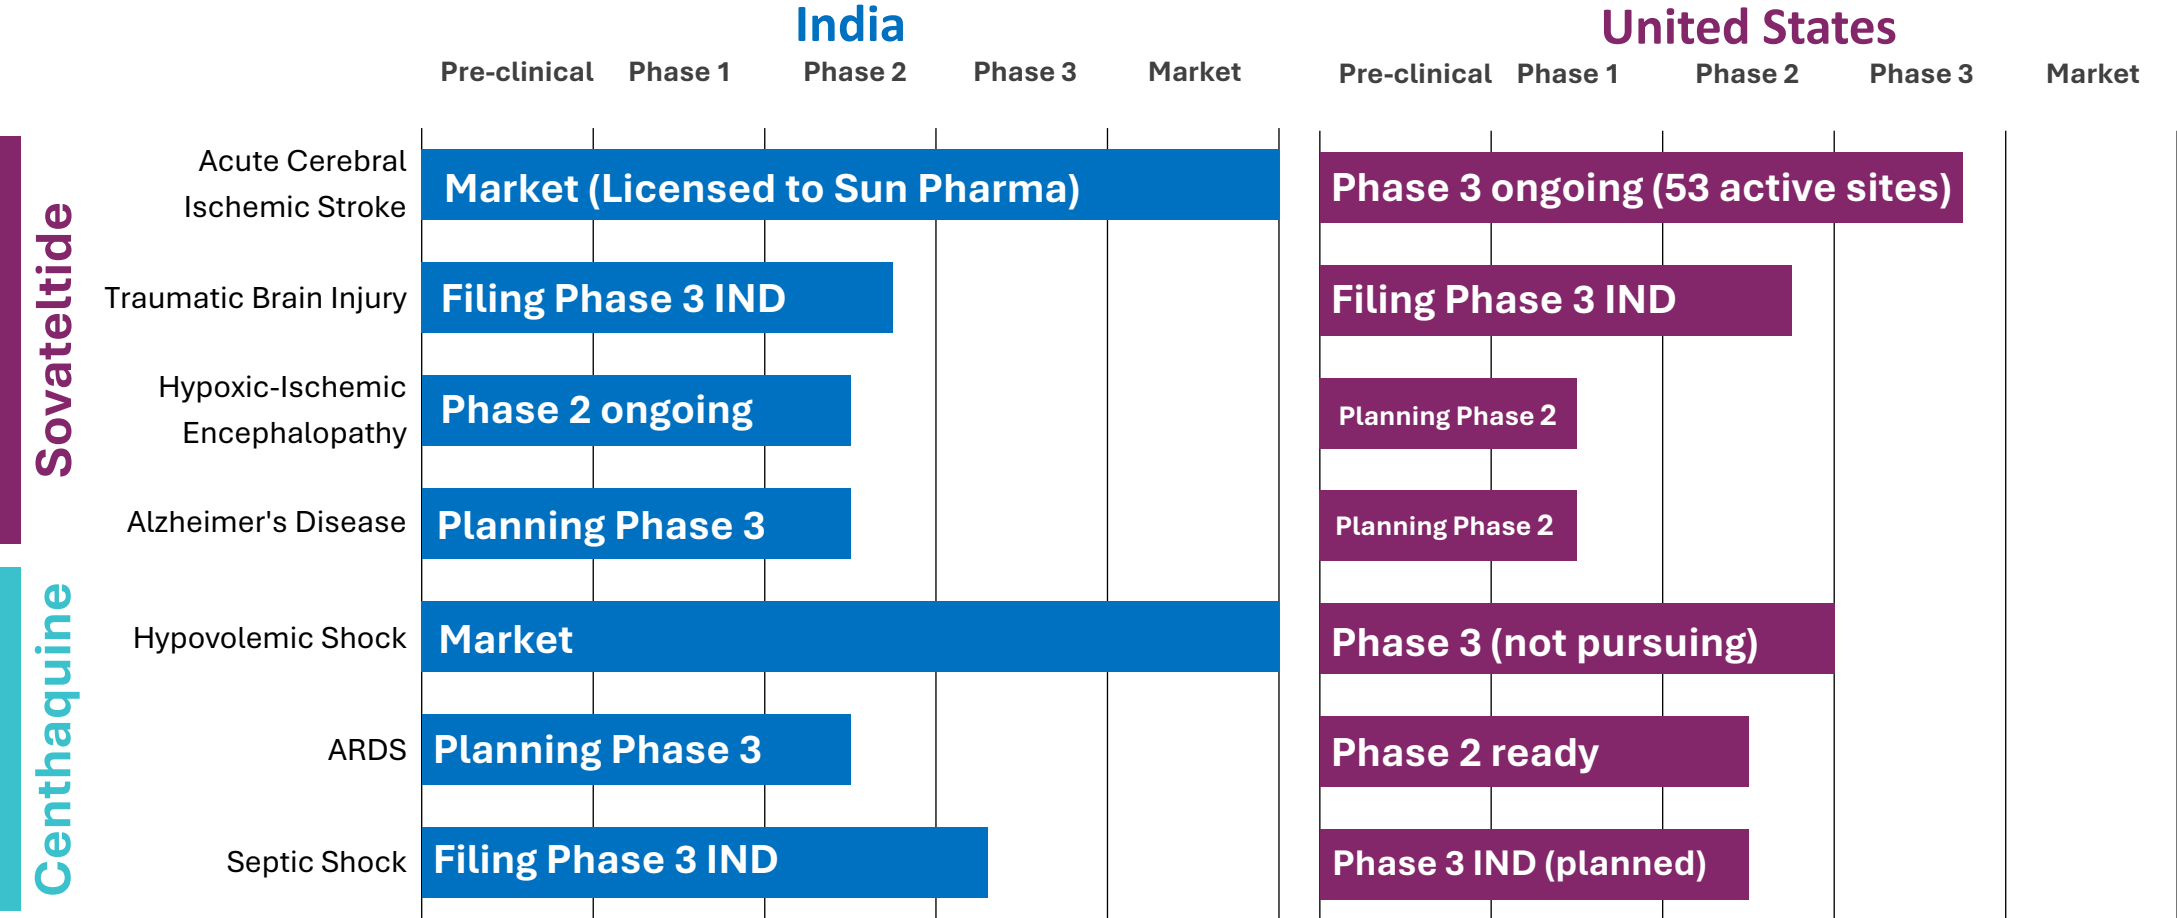 India
United States
Pre-clinical Phase 1 Phase 2 Phase 3 Market
Pre-clinical Phase 1 Phase 2 Phase 3 Market
Sovateltide
Acute Cerebral
Ischemic Stroke
Market (Licensed to Sun Pharma)
Phase 3 ongoing (53 active sites)
Traumatic Brain Injury
Filing Phase 3 IND
Filing Phase 3 IND
Hypoxic-Ischemic
Encephalopathy
Phase 2 ongoing
Planning Phase 2
Alzheimer's Disease
Planning Phase 3
Planning Phase 2
Centhaquine
Hypovolemic Shock
Market
Phase 3 (not pursuing)
ARDS
Planning Phase 3
Phase 2 ready
Septic Shock
Filing Phase 3 IND
Phase 3 IND (planned)